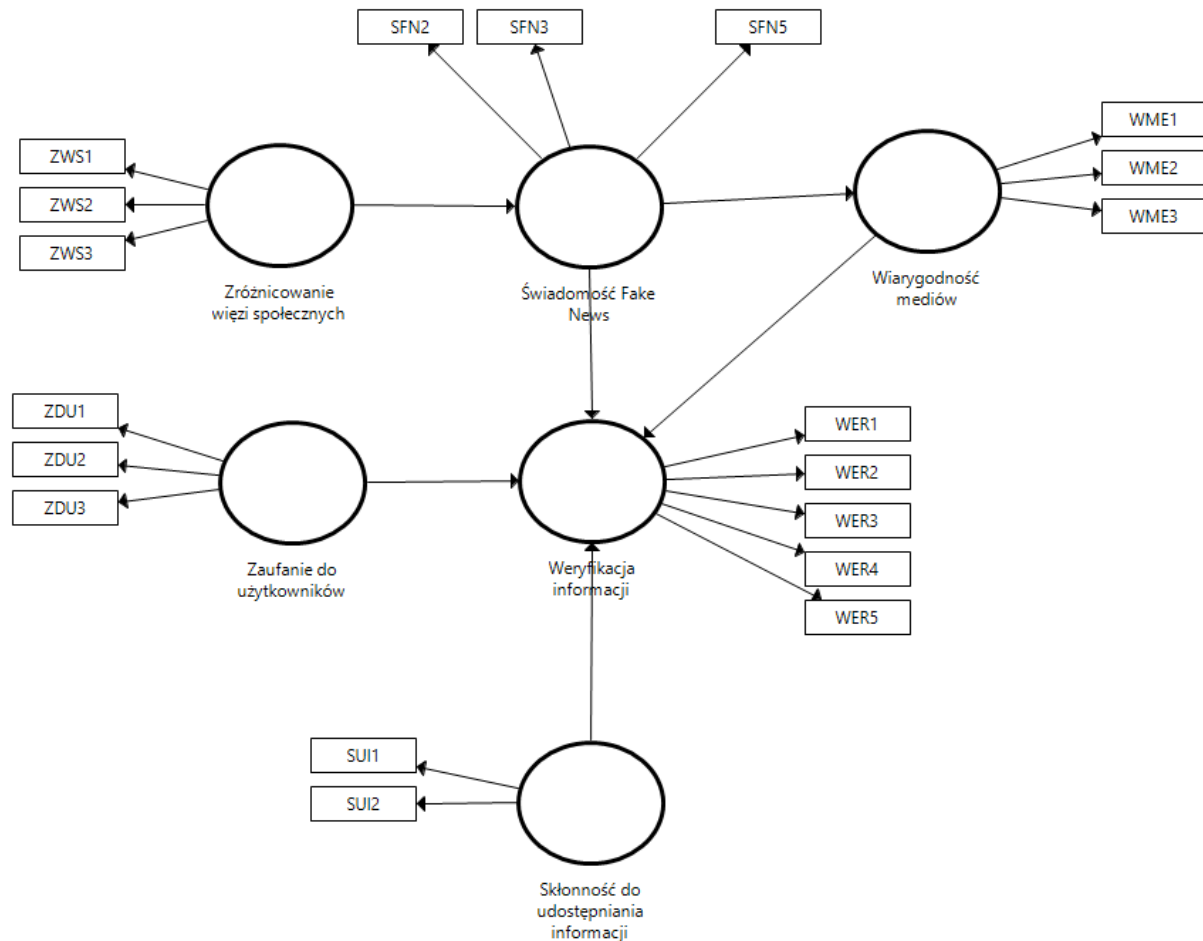 SFN2
SFN3
SFN5
ZWS1
ZWS2
ZWS3
WME1
WME2
WME3
Zróżnicowanie
więzi społecznych
Świadomość Fake
News
Wiarygodność
mediów
ZDU1
ZDU2
ZDU3
WER1
WER2
WER3
WER4
WER5
Zaufanie do
użytkowników
Weryfikacja
informacji
SUI1
SUI2
Skłonność do
udostępniania
informacji